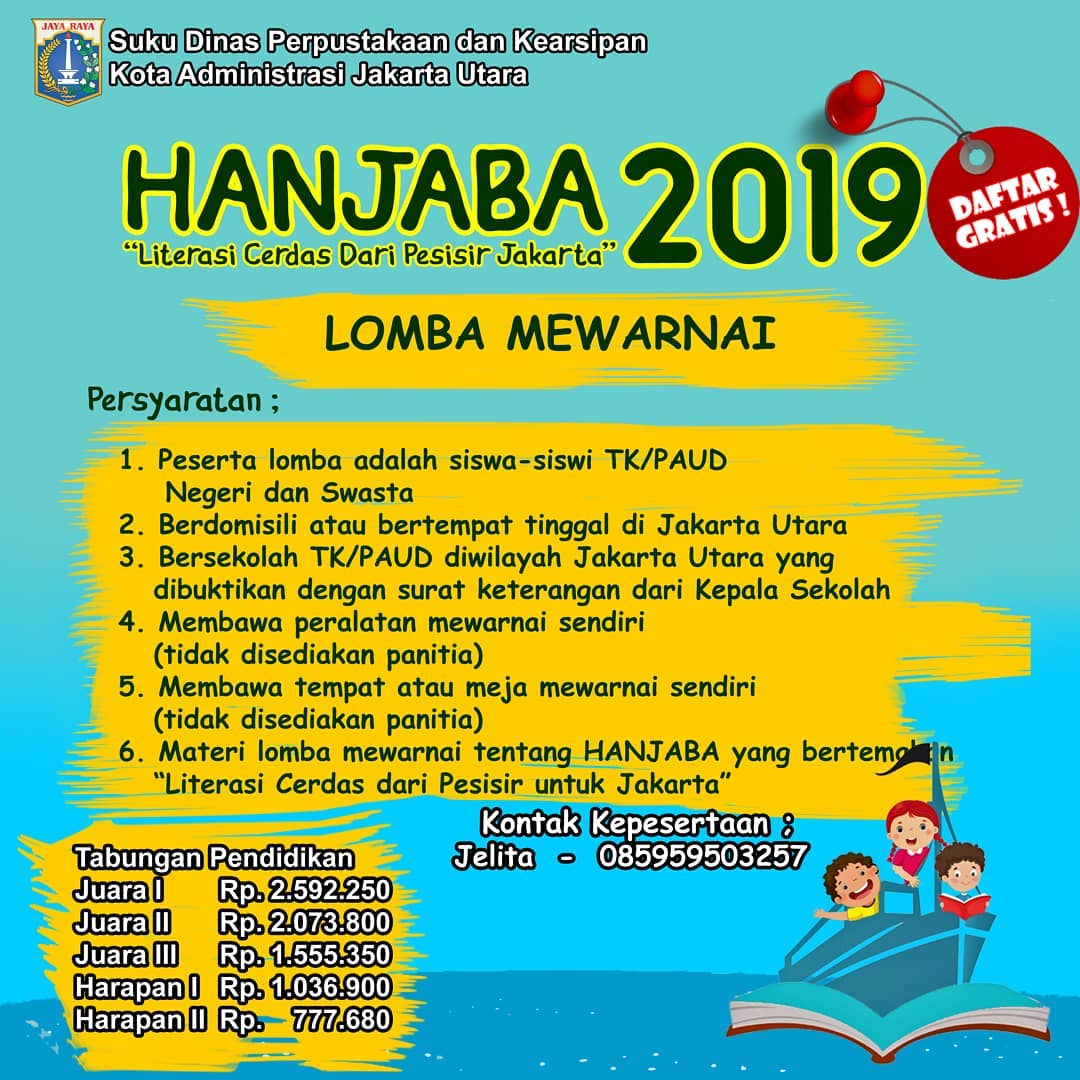 JAYA RAYA
Suku Dinas Perpustakaan dan Kearsipan
Kota Administrasi Jakarta Utara
HANJABA 2019
"Literasi Cerdas Dari Pesisir Jakarta"
DAFTAR
GRATIS !
LOMBA MEWARNAI
Persyaratan ;
1. Peserta lomba adalah siswa-siswi TK/PAUD
Negeri dan Swasta
2. Berdomisili atau bertempat tinggal di Jakarta Utara
3. Bersekolah TK/PAUD diwilayah Jakarta Utara yang
dibuktikan dengan surat keterangan dari Kepala Sekolah
4. Membawa peralatan mewarnai sendiri
(tidak disediakan panitia)
5. Membawa tempat atau meja mewarnai sendiri
(tidak disediakan panitia)
6. Materi lomba mewarnai tentang HANJABA yang bertemakan
"Literasi Cerdas dari Pesisir untuk Jakarta"
Kontak Kepesertaan ;
Jelita - 085959503257
Tabungan Pendidikan
Juara I Rp. 2.592.250
Juara II Rp. 2.073.800
Juara III Rp. 1.555.350
Harapan I Rp. 1.036.900
Harapan II Rp. 777.680